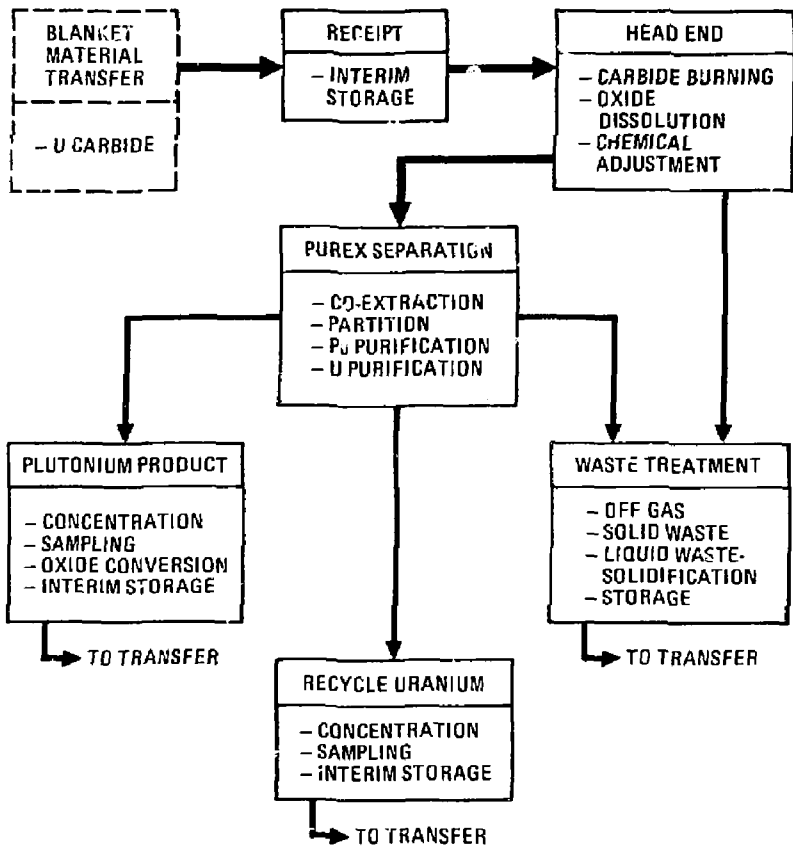 BLANKET
MATERIAL
TRANSFER
– U CARBIDE
RECEIPT
– INTERIM
STORAGE
HEAD END
– CARBIDE BURNING
– OXIDE
DISSOLUTION
– CHEMICAL
ADJUSTMENT
PUREX SEPARATION
– CO-EXTRACTION
– PARTITION
– Pu PURIFICATION
– U PURIFICATION
PLUTONIUM PRODUCT
– CONCENTRATION
– SAMPLING
– OXIDE CONVERSION
– INTERIM STORAGE
TO TRANSFER
WASTE TREATMENT
– OFF GAS
– SOLID WASTE
– LIQUID WASTE-
SOLIDIFICATION
– STORAGE
TO TRANSFER
RECYCLE URANIUM
– CONCENTRATION
– SAMPLING
– INTERIM STORAGE
TO TRANSFER